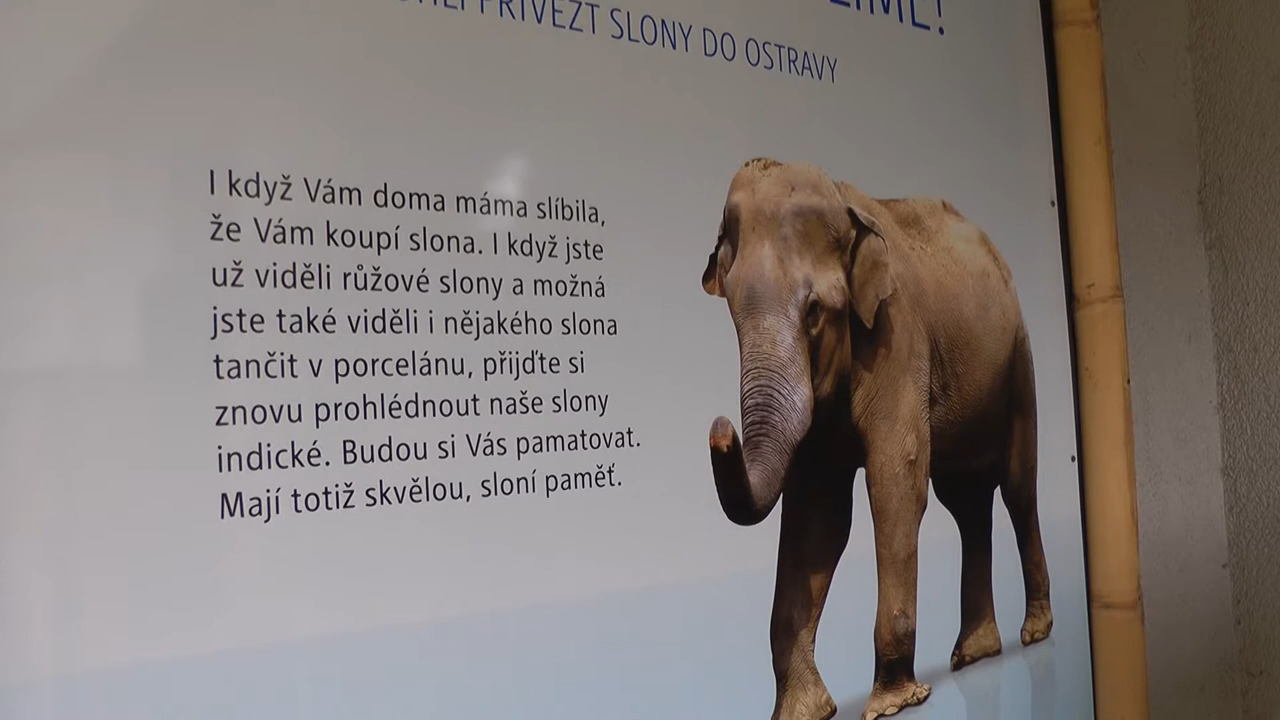 PŘIVÉZT SLONY DO OSTRAVY
I když Vám doma máma slíbila,
že Vám koupí slona. I když jste
už viděli růžové slony a možná
jste také viděli i nějakého slona
tančit v porcelánu, přijďte si
znovu prohlédnout naše slony
indické. Budou si Vás pamatovat.
Mají totiž skvělou, sloní paměť.